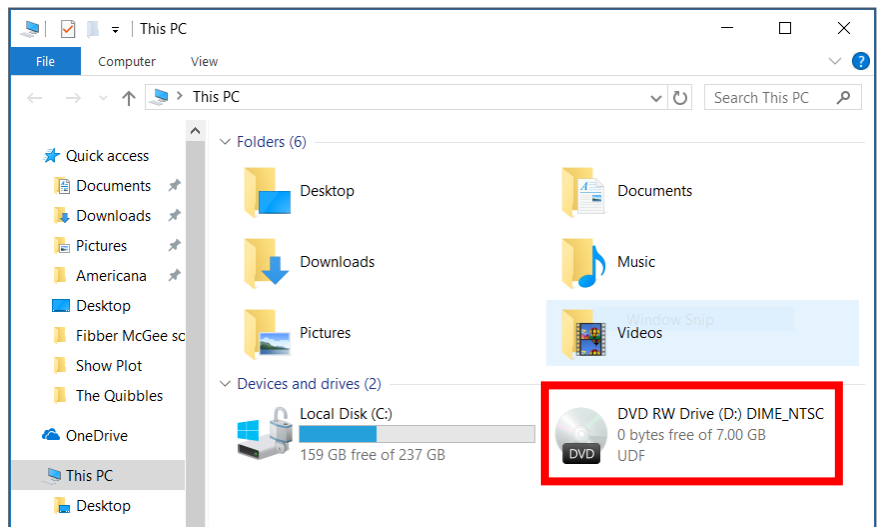 This PC
File Computer View
This PC
Search This PC
Quick access
Documents
Downloads
Pictures
Americana
Desktop
Fibber McGee sc
Show Plot
The Quibbles
OneDrive
This PC
Desktop
Folders (6)
Desktop
Documents
Downloads
Music
Pictures
Window Snip
Videos
Devices and drives (2)
Local Disk (C:)
159 GB free of 237 GB
DVD
DVD RW Drive (D:) DIME_NTSC
0 bytes free of 7.00 GB
UDF